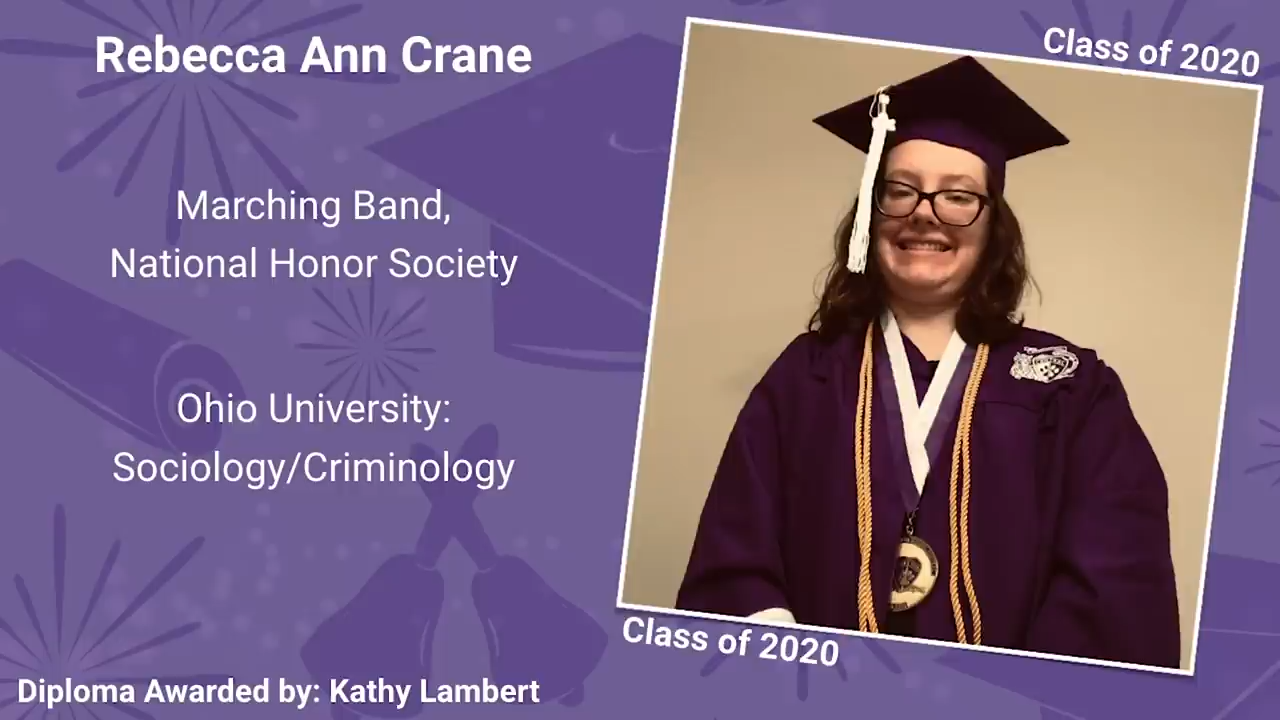 Rebecca Ann Crane
Class of 2020
Marching Band,
National Honor Society
Ohio University:
Sociology/Criminology
Class of 2020
Diploma Awarded by: Kathy Lambert